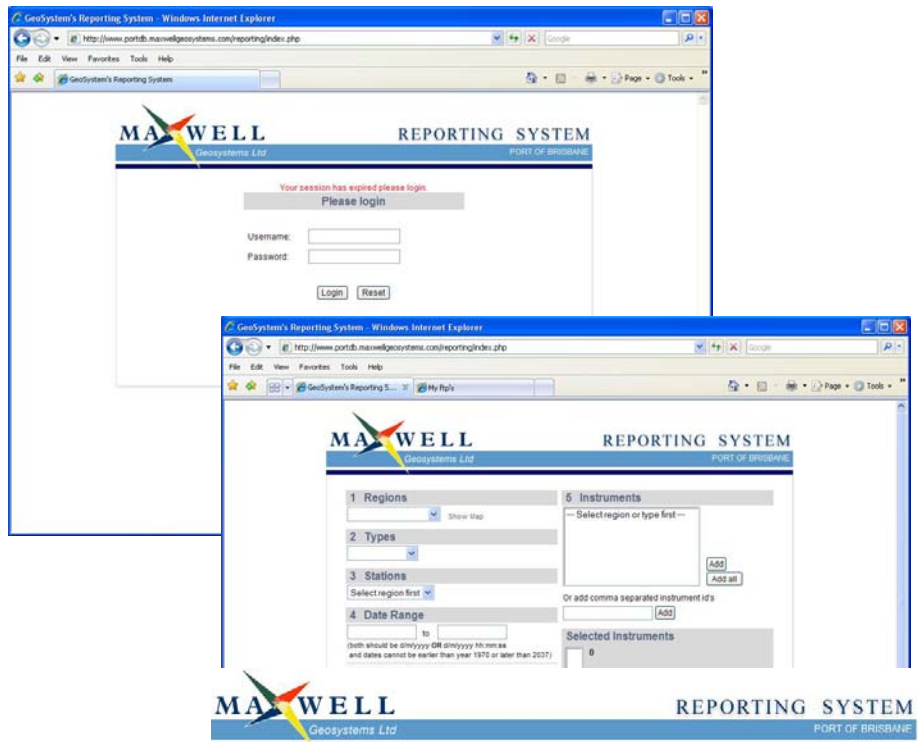 GeoSystem's Reporting System - Windows Internet Explorer
http://www.portdb.maxwellgeosystems.com/reporting/index.php
Google
File Edit View Favorites Tools Help
GeoSystem's Reporting System
Page Tools
MAXWELL
Geosystems Ltd
REPORTING SYSTEM
PORT OF BRISBANE
Your session has expired please login.
Please login
Username:
Password:
Login Reset
GeoSystem's Reporting System - Windows Internet Explorer
http://www.portdb.maxwellgeosystems.com/reporting/index.php
Google
File Edit View Favorites Tools Help
GeoSystem's Reporting S... X My ftp's
Page Tools
MAXWELL
Geosystems Ltd
REPORTING SYSTEM
PORT OF BRISBANE
1 Regions
Show Map
2 Types
3 Stations
Select region first
4 Date Range
to
(both should be d/m/yyyy OR d/m/yyyy hh:mm:ss
and dates cannot be earlier than year 1970 or later than 2037)
5 Instruments
--- Select region or type first ---
Add
Add all
Or add comma separated instrument id's
Add
Selected Instruments
0
MAXWELL
Geosystems Ltd
REPORTING SYSTEM
PORT OF BRISBANE